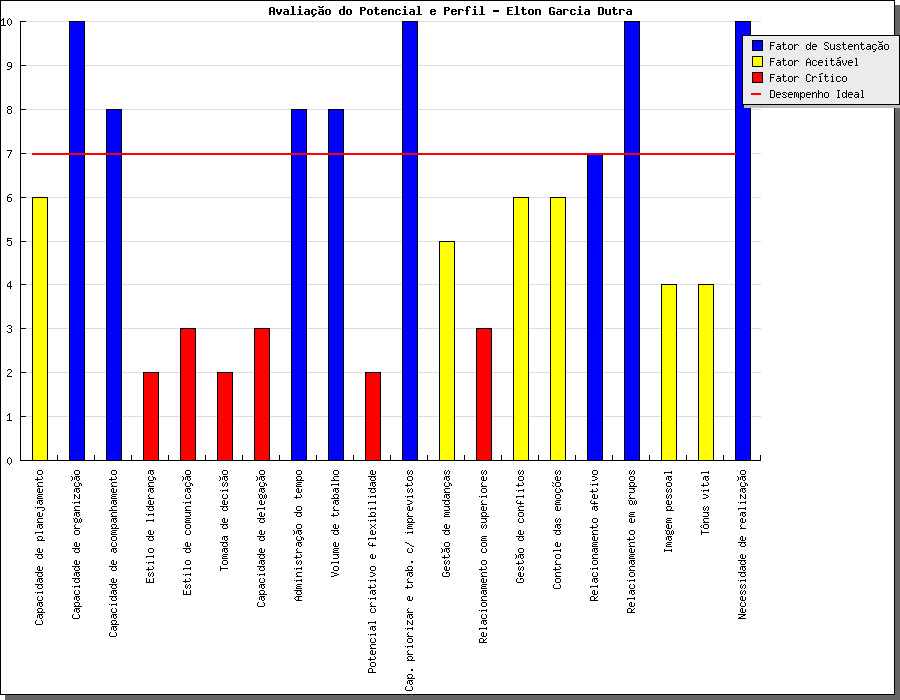 Avaliação do Potencial e Perfil - Elton Garcia Dutra
Fator de Sustentação
Fator Aceitável
Fator Crítico
Desempenho Ideal
10
9
8
7
6
5
4
3
2
1
0
Capacidade de planejamento
Capacidade de organização
Capacidade de acompanhamento
Estilo de liderança
Estilo de comunicação
Tomada de decisão
Capacidade de delegação
Administração do tempo
Volume de trabalho
Potencial criativo e flexibilidade
Cap. priorizar e trab. c/ imprevistos
Gestão de mudanças
Relacionamento com superiores
Gestão de conflitos
Controle das emoções
Relacionamento afetivo
Relacionamento em grupos
Imagem pessoal
Tônus vital
Necessidade de realização